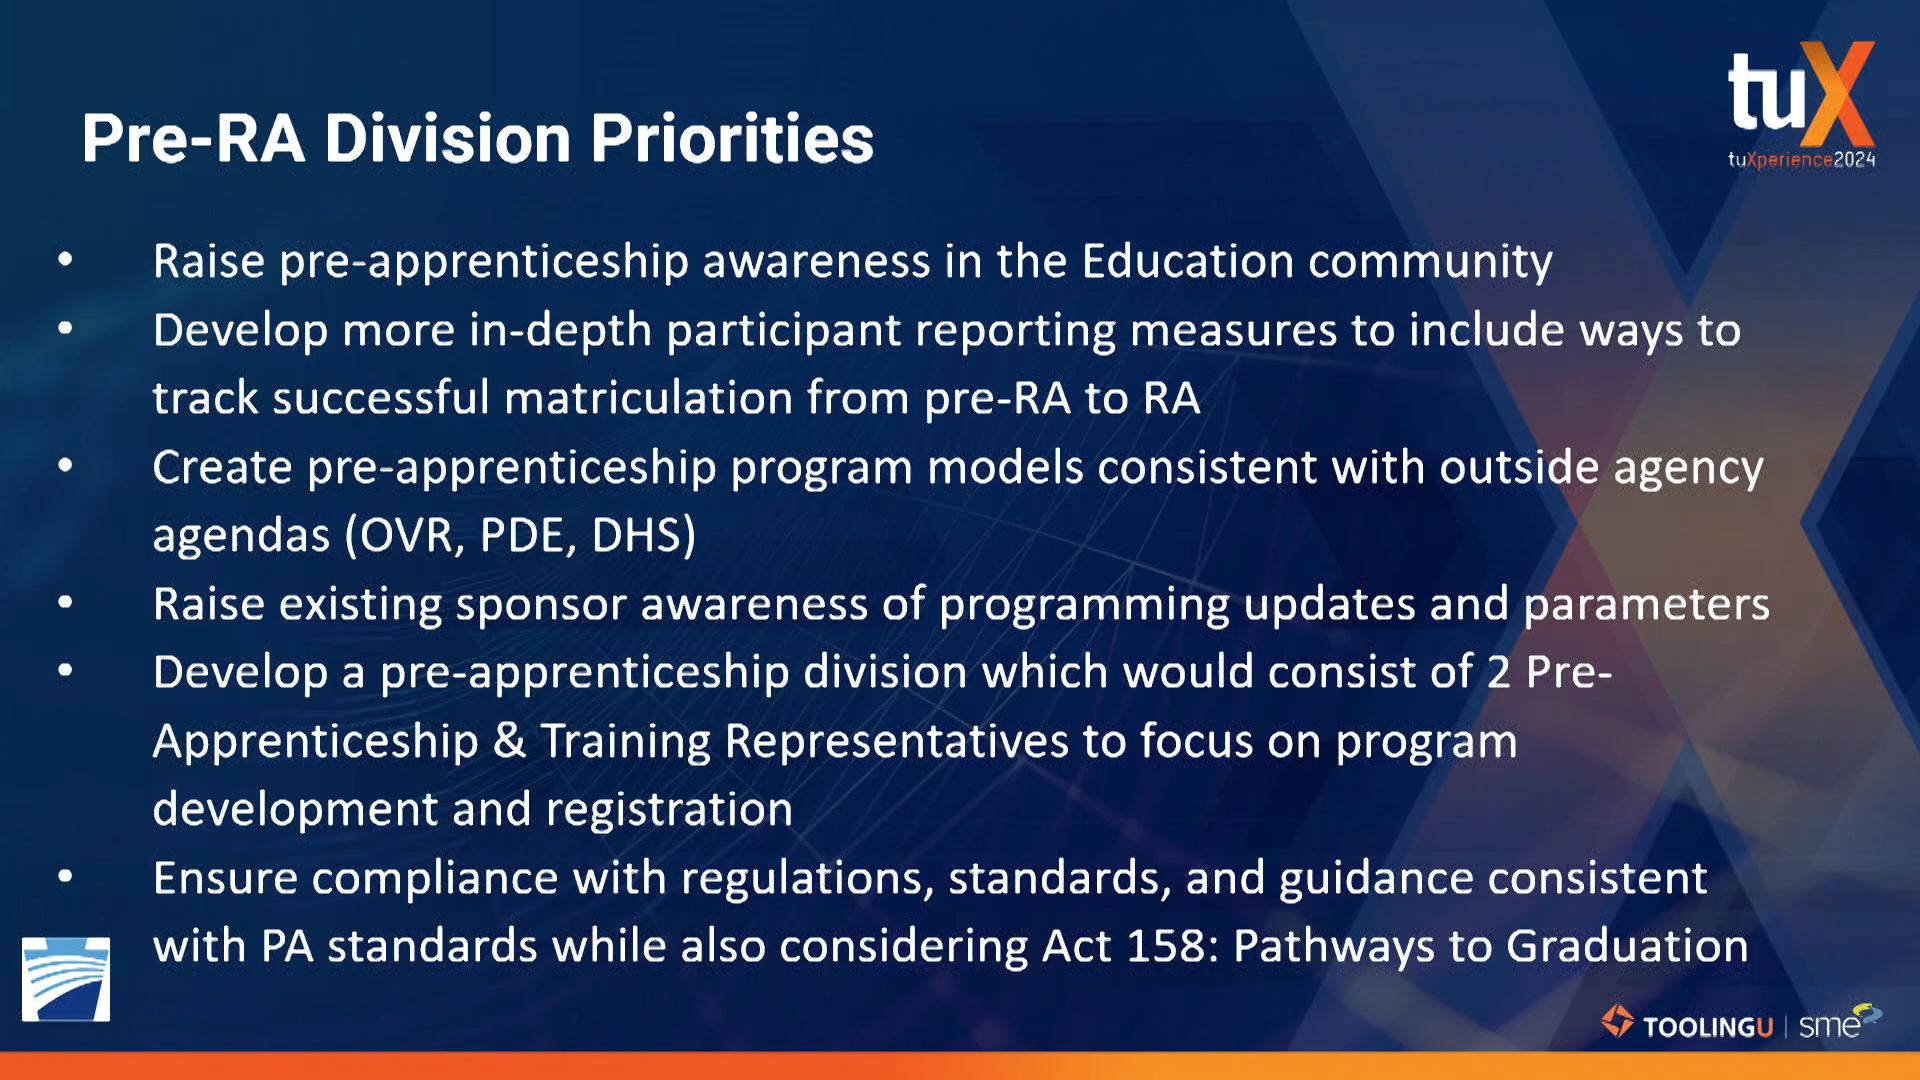 tuX
tuXperience2024
Pre-RA Division Priorities
• Raise pre-apprenticeship awareness in the Education community
• Develop more in-depth participant reporting measures to include ways to
track successful matriculation from pre-RA to RA
• Create pre-apprenticeship program models consistent with outside agency
agendas (OVR, PDE, DHS)
• Raise existing sponsor awareness of programming updates and parameters
• Develop a pre-apprenticeship division which would consist of 2 Pre-
Apprenticeship & Training Representatives to focus on program
development and registration
• Ensure compliance with regulations, standards, and guidance consistent
with PA standards while also considering Act 158: Pathways to Graduation
TOOLINGU | sme